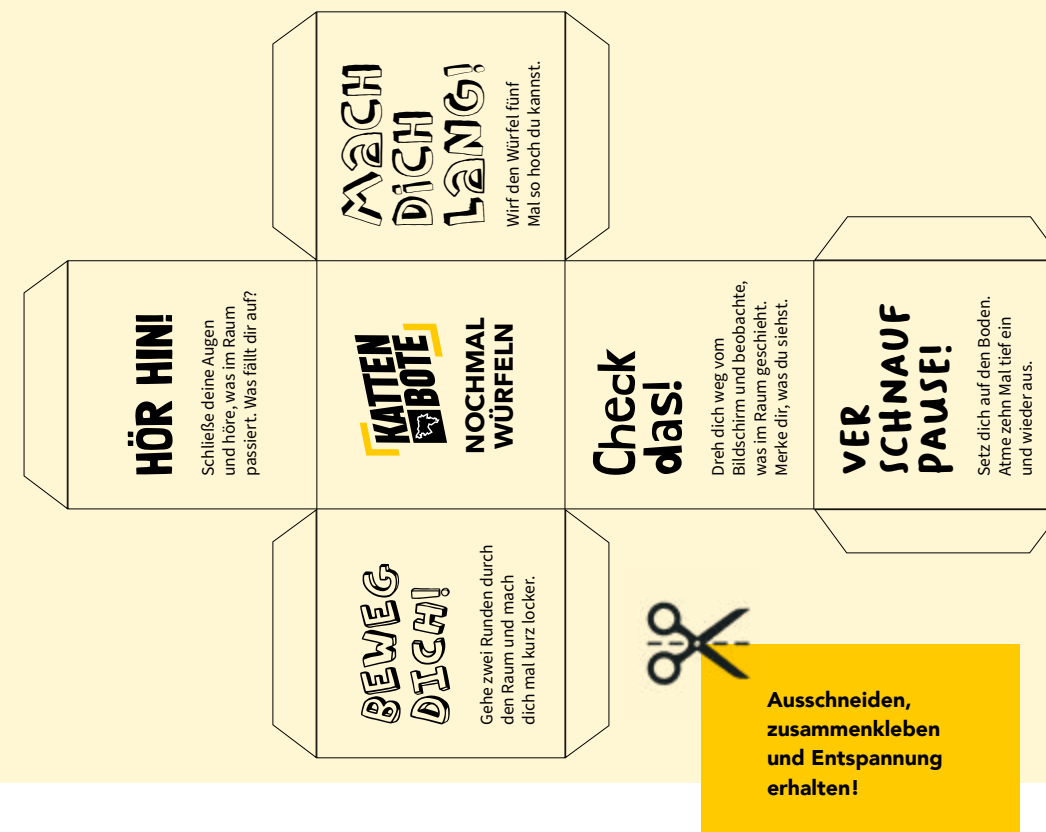 MaCH
DiCH
LaNG!
Wirf den Würfel fünf
Mal so hoch du kannst.
HÖR HIN!
Schließe deine Augen
und höre, was im Raum
passiert. Was fällt dir auf?
KATTEN
BOTE
NOCHMAL
WÜRFELN
Check
das!
Dreh dich weg vom
Bildschirm und beobachte,
was im Raum geschieht.
Merke dir, was du siehst.
VER
SCHNAUF
PAUSE!
Setz dich auf den Boden.
Atme zehn Mal tief ein
und wieder aus.
BEWEG
DICH!
Gehe zwei Runden durch
den Raum und mach
dich mal kurz locker.
Ausschneiden,
zusammenkleben
und Entspannung
erhalten!